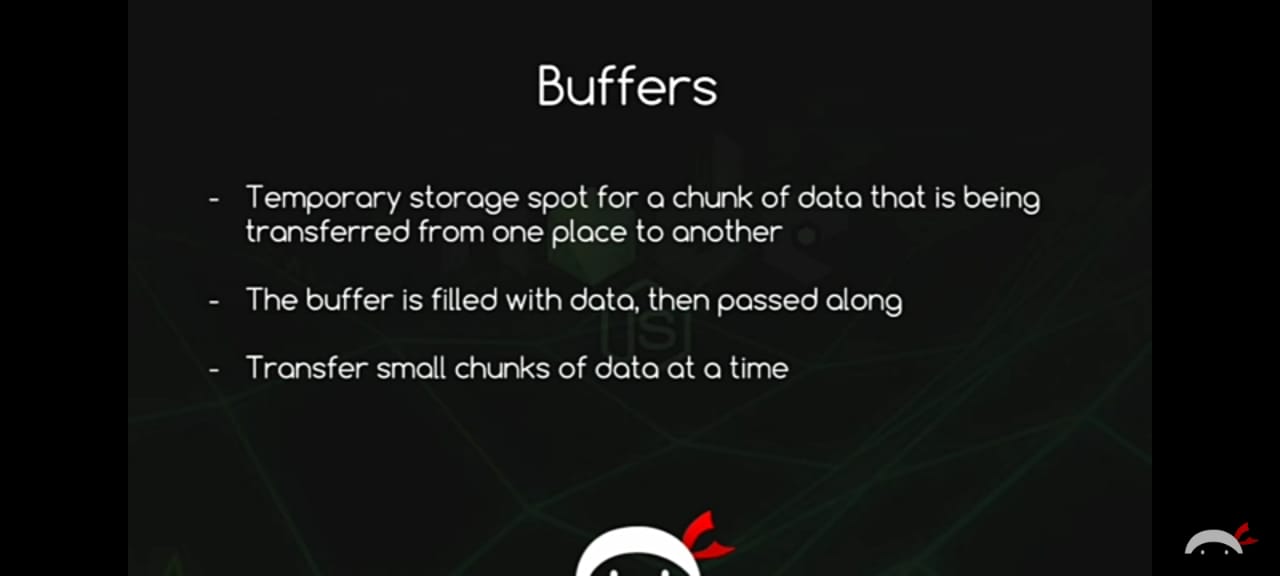 Buffers
- Temporary storage spot for a chunk of data that is being
transferred from one place to another
- The buffer is filled with data, then passed along
- Transfer small chunks of data at a time
JS